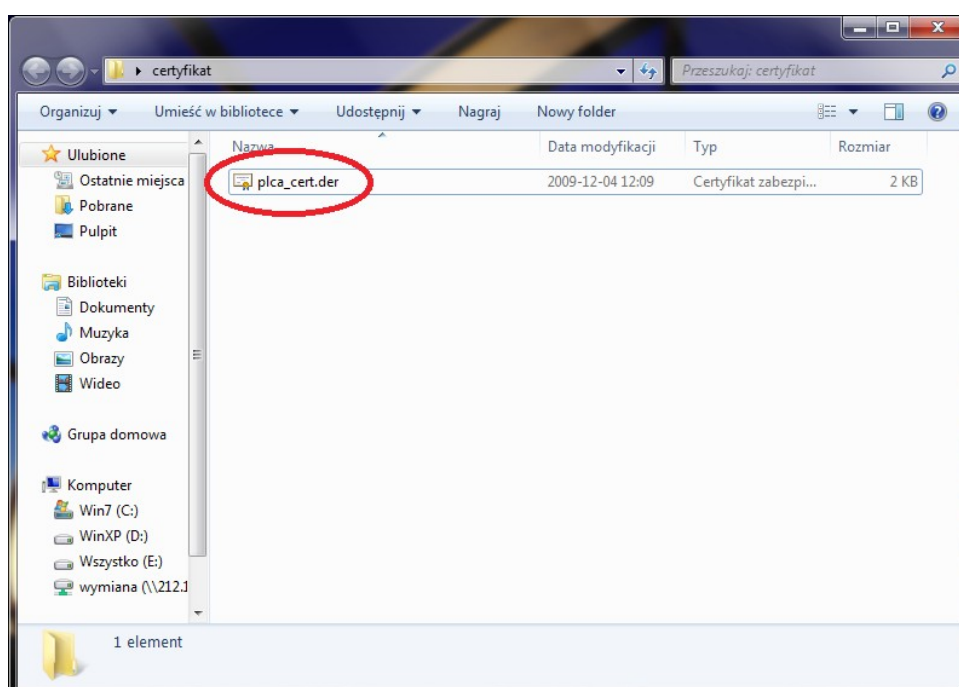 certyfikat
Przeszukaj: certyfikat
Organizuj
Umieść w bibliotece
Udostępnij
Nagraj
Nowy folder
Nazwa
Data modyfikacji
Typ
Rozmiar
Ulubione
Ostatnie miejsca
Pobrane
Pulpit
Biblioteki
Dokumenty
Muzyka
Obrazy
Wideo
Grupa domowa
Komputer
Win7 (C:)
WinXP (D:)
Wszystko (E:)
wymiana (\\212.1
plca_cert.der
2009-12-04 12:09
Certyfikat zabezpi...
2 KB
1 element